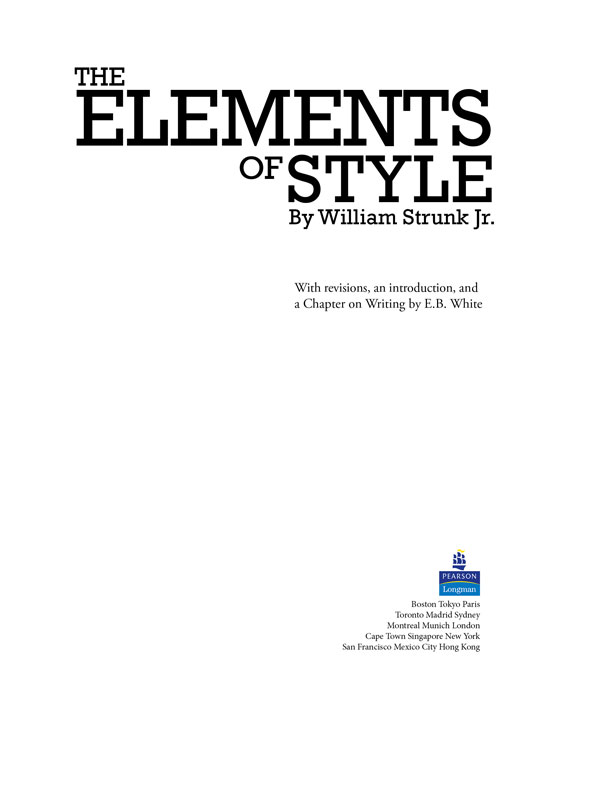 THE
ELEMENTS
OF STYLE
By William Strunk Jr.
With revisions, an introduction, and
a Chapter on Writing by E.B. White
PEARSON
Longman
Boston Tokyo Paris
Toronto Madrid Sydney
Montreal Munich London
Cape Town Singapore New York
San Francisco Mexico City Hong Kong